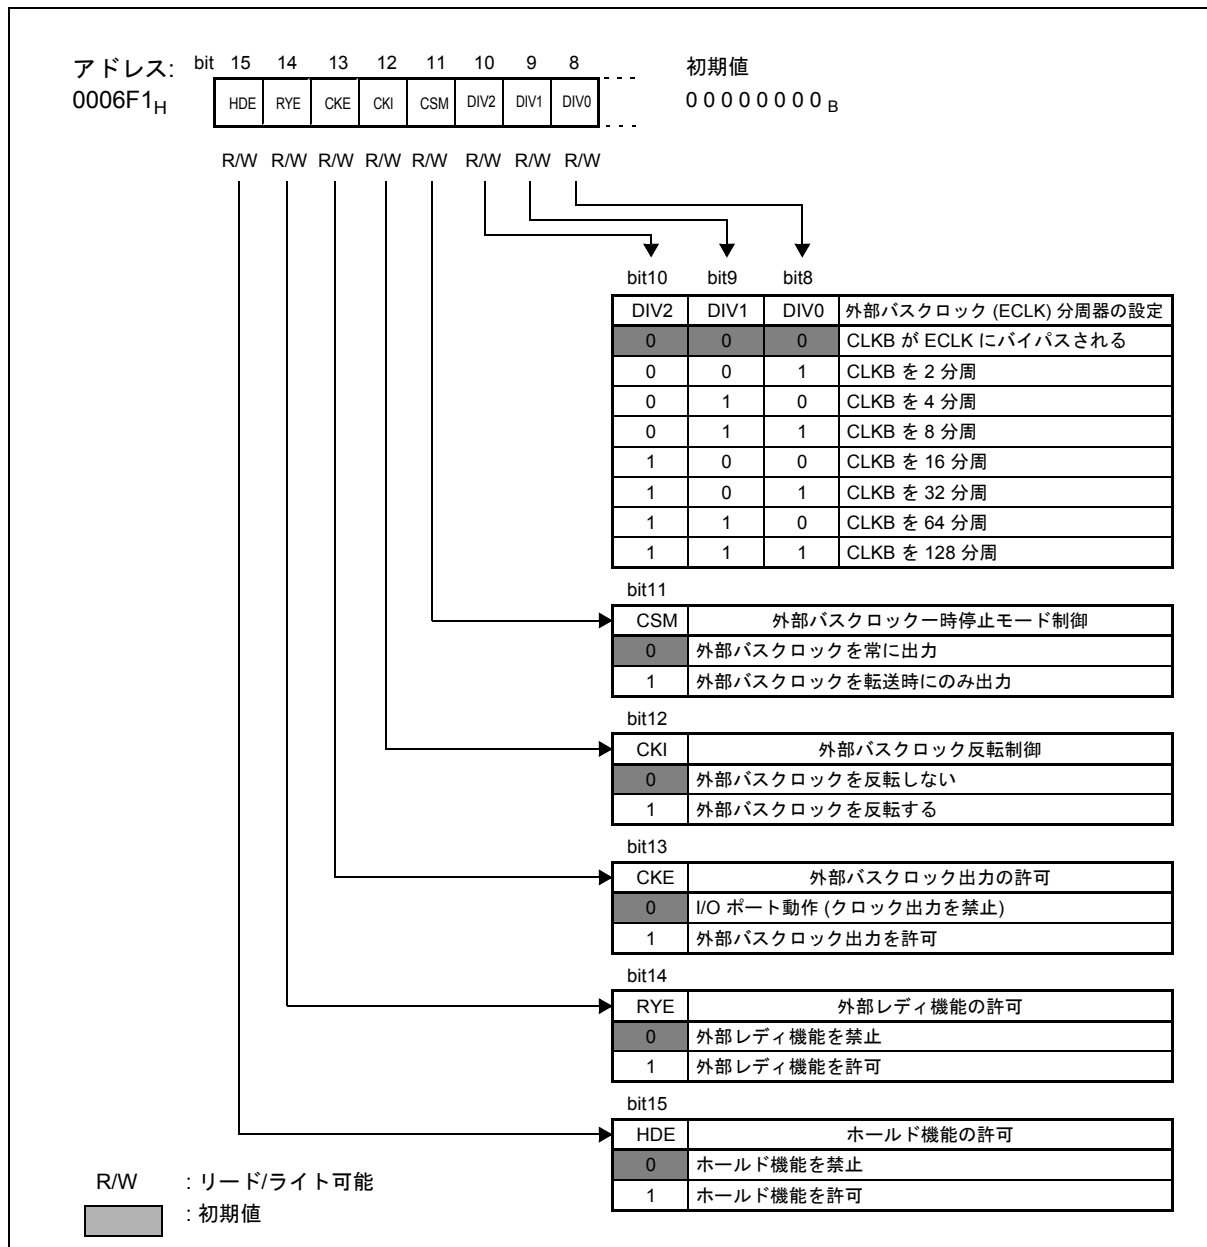 アドレス: bit 15 14 13 12 11 10 9 8 初期値
0006F1H HDE RYE CKE CKI CSM DIV2 DIV1 DIV0 0 0 0 0 0 0 0 0 B
R/W R/W R/W R/W R/W R/W R/W R/W
bit10 bit9 bit8
DIV2 DIV1 DIV0 外部バスクロック (ECLK) 分周器の設定
0 0 0 CLKB が ECLK にバイパスされる
0 0 1 CLKB を 2 分周
0 1 0 CLKB を 4 分周
0 1 1 CLKB を 8 分周
1 0 0 CLKB を 16 分周
1 0 1 CLKB を 32 分周
1 1 0 CLKB を 64 分周
1 1 1 CLKB を 128 分周
bit11
CSM 外部バスクロック一時停止モード制御
0 外部バスクロックを常に出力
1 外部バスクロックを転送時にのみ出力
bit12
CKI 外部バスクロック反転制御
0 外部バスクロックを反転しない
1 外部バスクロックを反転する
bit13
CKE 外部バスクロック出力の許可
0 I/O ポート動作 (クロック出力を禁止)
1 外部バスクロック出力を許可
bit14
RYE 外部レディ機能の許可
0 外部レディ機能を禁止
1 外部レディ機能を許可
bit15
HDE ホールド機能の許可
0 ホールド機能を禁止
1 ホールド機能を許可
R/W : リード/ライト可能
: 初期値